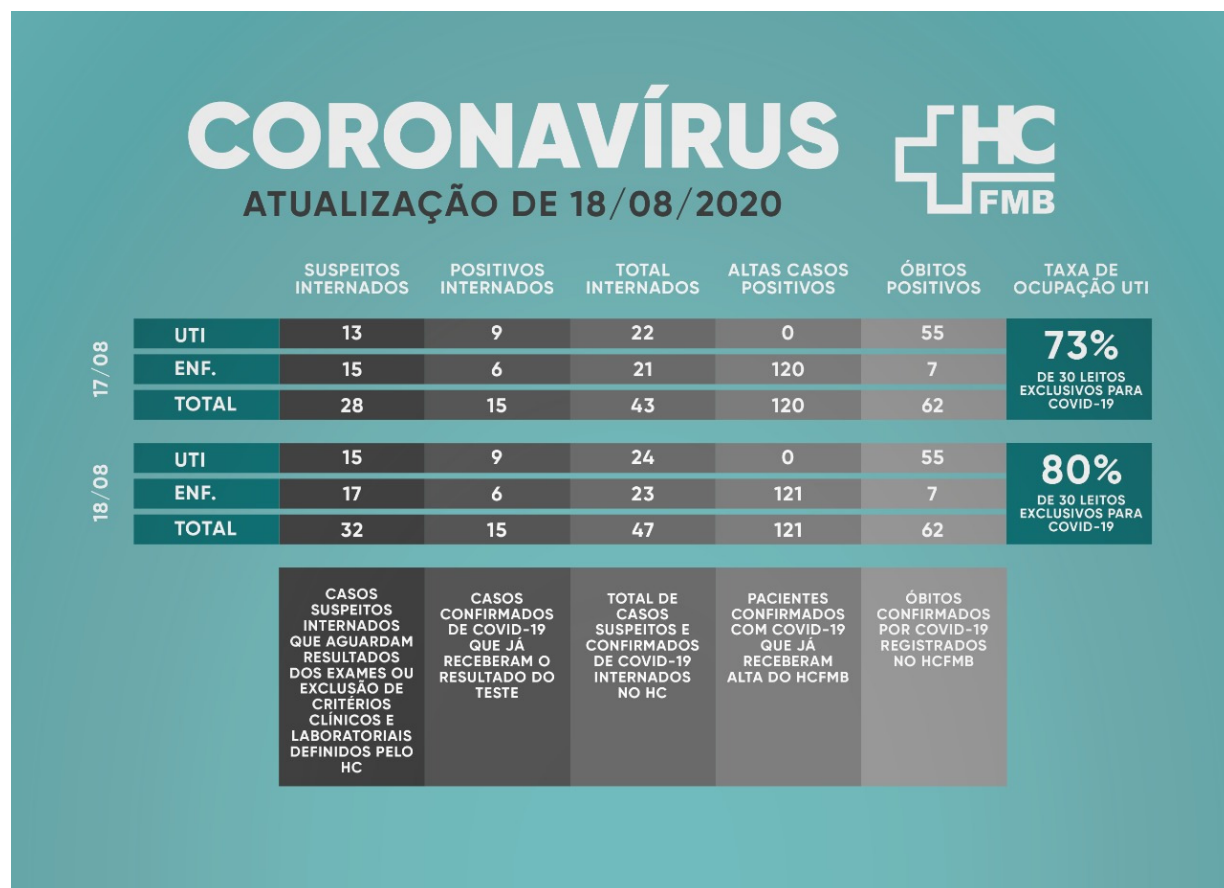 CORONAVÍRUS
ATUALIZAÇÃO DE 18/08/2020
HC
FMB
SUSPEITOS INTERNADOS POSITIVOS INTERNADOS TOTAL INTERNADOS ALTAS CASOS POSITIVOS ÓBITOS POSITIVOS TAXA DE OCUPAÇÃO UTI
17/08
UTI 13 9 22 0 55
ENF. 15 6 21 120 7
TOTAL 28 15 43 120 62
73%
DE 30 LEITOS
EXCLUSIVOS PARA
COVID-19
18/08
UTI 15 9 24 0 55
ENF. 17 6 23 121 7
TOTAL 32 15 47 121 62
80%
DE 30 LEITOS
EXCLUSIVOS PARA
COVID-19
CASOS
SUSPEITOS
INTERNADOS
QUE AGUARDAM
RESULTADOS
DOS EXAMES OU
EXCLUSÃO DE
CRITÉRIOS
CLÍNICOS E
LABORATORIAIS
DEFINIDOS PELO
HC
CASOS
CONFIRMADOS
DE COVID-19
QUE JÁ
RECEBERAM O
RESULTADO DO
TESTE
TOTAL DE
CASOS
SUSPEITOS E
CONFIRMADOS
DE COVID-19
INTERNADOS
NO HC
PACIENTES
CONFIRMADOS
COM COVID-19
QUE JÁ
RECEBERAM
ALTA DO HCFMB
ÓBITOS
CONFIRMADOS
POR COVID-19
REGISTRADOS
NO HCFMB